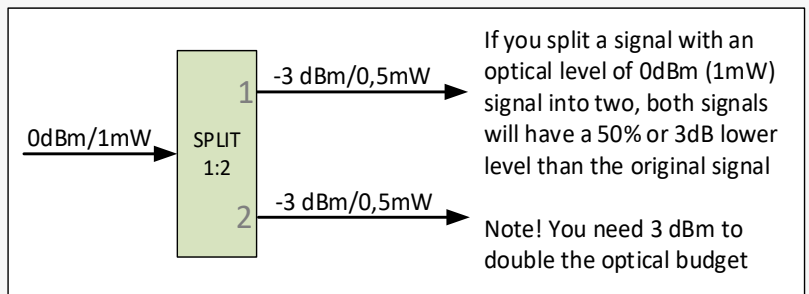 0dBm/1mW
SPLIT
1:2
1
-3 dBm/0,5mW
2
-3 dBm/0,5mW
If you split a signal with an
optical level of 0dBm (1mW)
signal into two, both signals
will have a 50% or 3dB lower
level than the original signal
Note! You need 3 dBm to
double the optical budget